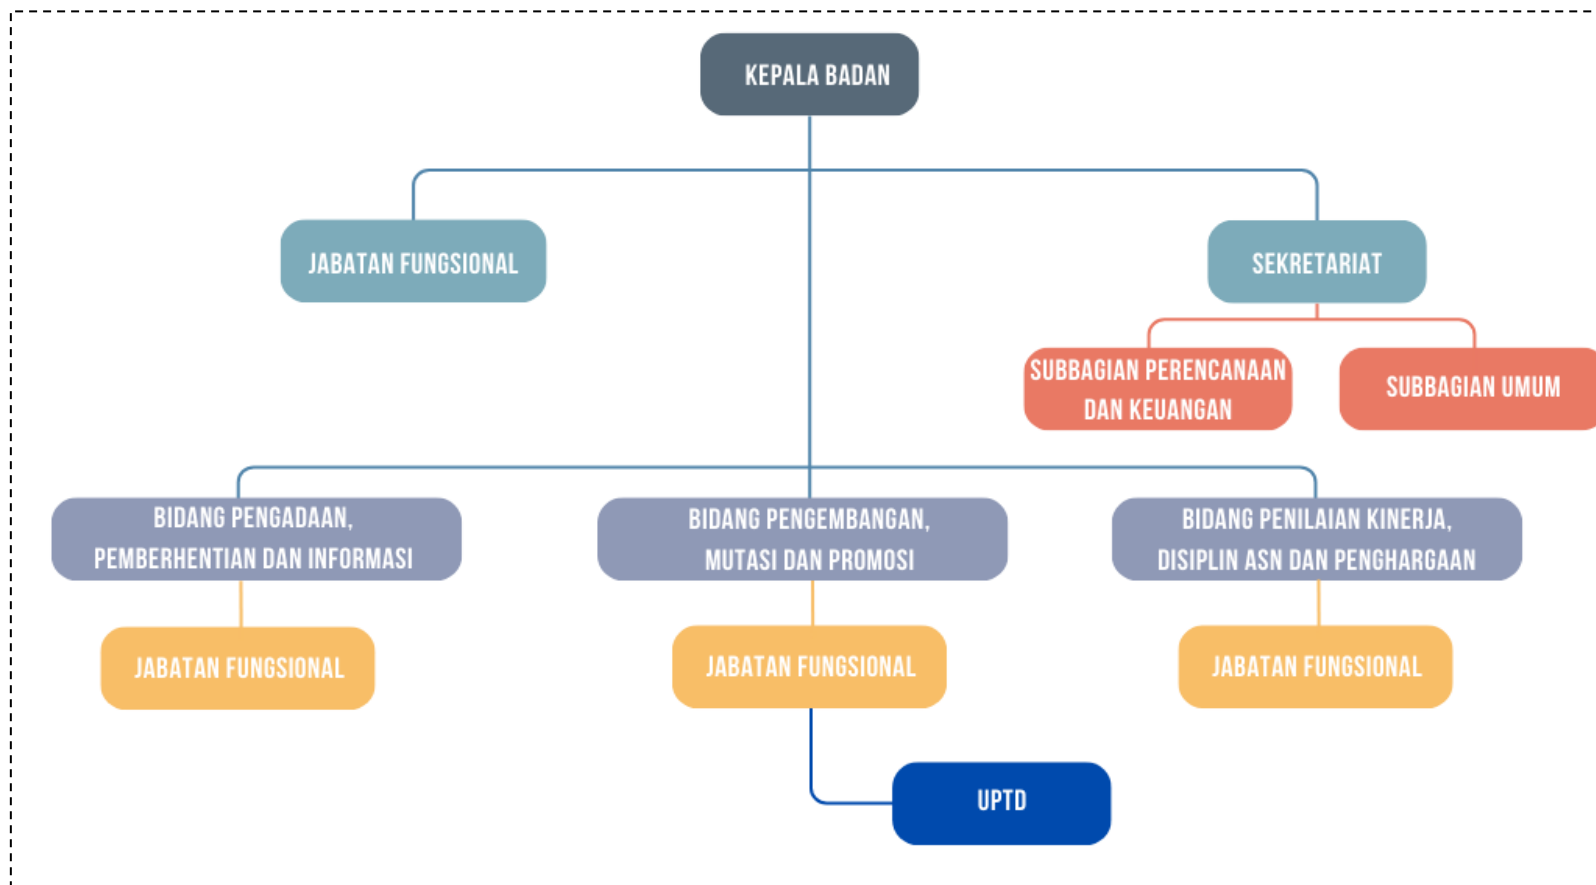 KEPALA BADAN
JABATAN FUNGSIONAL
SEKRETARIAT
SUBBAGIAN PERENCANAAN
DAN KEUANGAN
SUBBAGIAN UMUM
BIDANG PENGADAAN,
PEMBERHENTIAN DAN INFORMASI
BIDANG PENGEMBANGAN,
MUTASI DAN PROMOSI
BIDANG PENILAIAN KINERJA,
DISIPLIN ASN DAN PENGHARGAAN
JABATAN FUNGSIONAL
JABATAN FUNGSIONAL
JABATAN FUNGSIONAL
UPTD